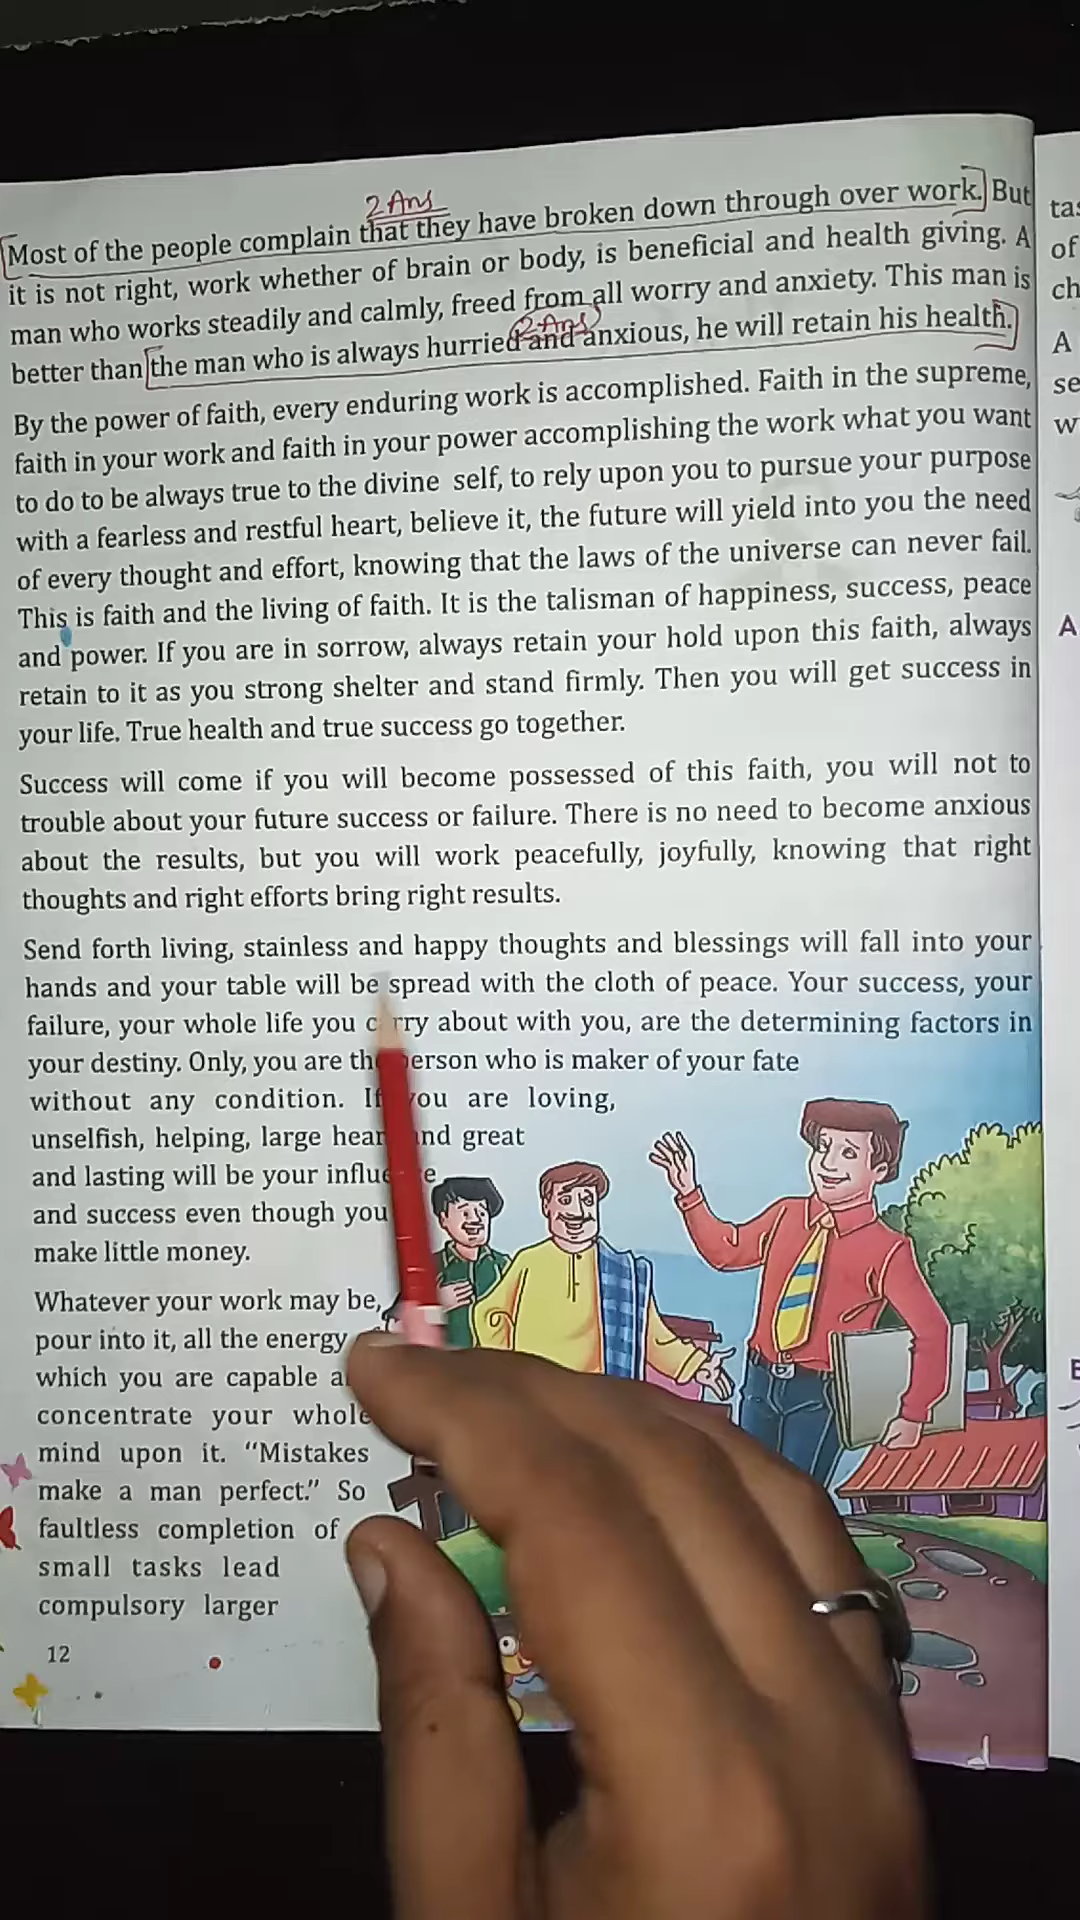 2 Ans
Most of the people complain that they have broken down through over work. But
it is not right, work whether of brain or body, is beneficial and health giving. A
man who works steadily and calmly, freed from all worry and anxiety. This man is
2 Ans
better than the man who is always hurried and anxious, he will retain his health.
By the power of faith, every enduring work is accomplished. Faith in the supreme,
faith in your work and faith in your power accomplishing the work what you want
to do to be always true to the divine self, to rely upon you to pursue your purpose
with a fearless and restful heart, believe it, the future will yield into you the need
of every thought and effort, knowing that the laws of the universe can never fail.
This is faith and the living of faith. It is the talisman of happiness, success, peace
and power. If you are in sorrow, always retain your hold upon this faith, always
retain to it as you strong shelter and stand firmly. Then you will get success in
your life. True health and true success go together.
Success will come if you will become possessed of this faith, you will not to
trouble about your future success or failure. There is no need to become anxious
about the results, but you will work peacefully, joyfully, knowing that right
thoughts and right efforts bring right results.
Send forth living, stainless and happy thoughts and blessings will fall into your
hands and your table will be spread with the cloth of peace. Your success, your
failure, your whole life you carry about with you, are the determining factors in
your destiny. Only, you are the person who is maker of your fate
without any condition. If you are loving,
unselfish, helping, large heart and great
and lasting will be your influence
and success even though you
make little money.
Whatever your work may be,
pour into it, all the energy
which you are capable
concentrate your whole
mind upon it. “Mistakes
make a man perfect.” So
faultless completion of
small tasks lead
compulsory larger
12
of
ch
A
se
w
A